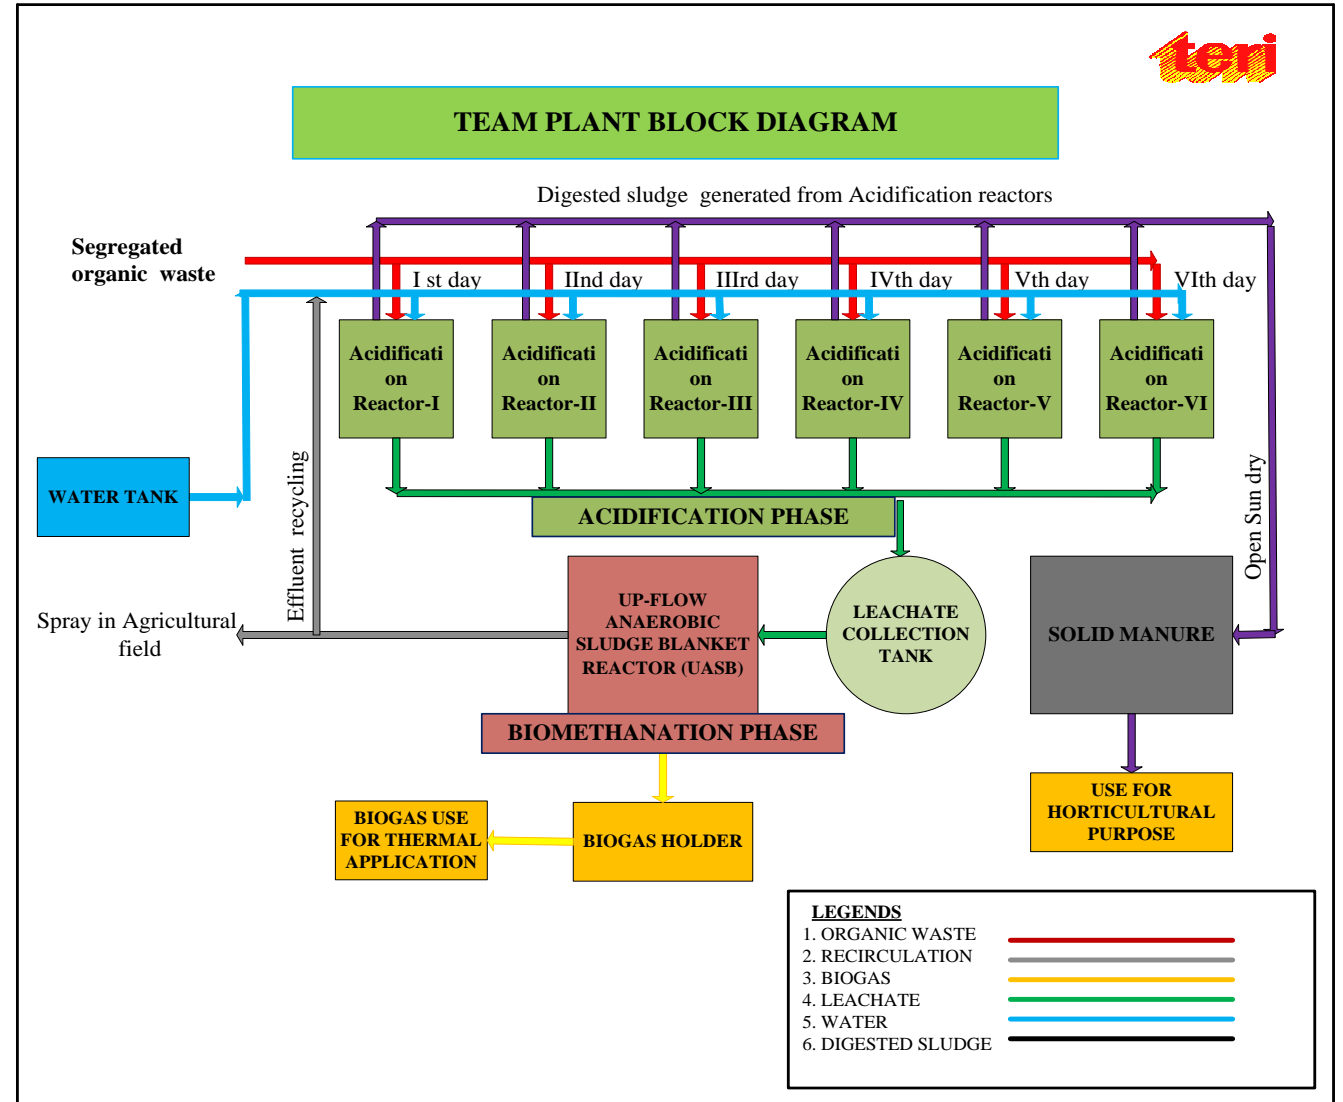 teri
TEAM PLANT BLOCK DIAGRAM
Digested sludge generated from Acidification reactors
Segregated
organic waste
I st day
IInd day
IIIrd day
IVth day
Vth day
VIth day
Acidificati
on
Reactor-I
Acidificati
on
Reactor-II
Acidificati
on
Reactor-III
Acidificati
on
Reactor-IV
Acidificati
on
Reactor-V
Acidificati
on
Reactor-VI
WATER TANK
Effluent recycling
Open Sun dry
ACIDIFICATION PHASE
Spray in Agricultural
field
UP-FLOW
ANAEROBIC
SLUDGE BLANKET
REACTOR (UASB)
LEACHATE
COLLECTION
TANK
SOLID MANURE
BIOMETHANATION PHASE
BIOGAS USE
FOR THERMAL
APPLICATION
BIOGAS HOLDER
USE FOR
HORTICULTURAL
PURPOSE
LEGENDS
1. ORGANIC WASTE
2. RECIRCULATION
3. BIOGAS
4. LEACHATE
5. WATER
6. DIGESTED SLUDGE